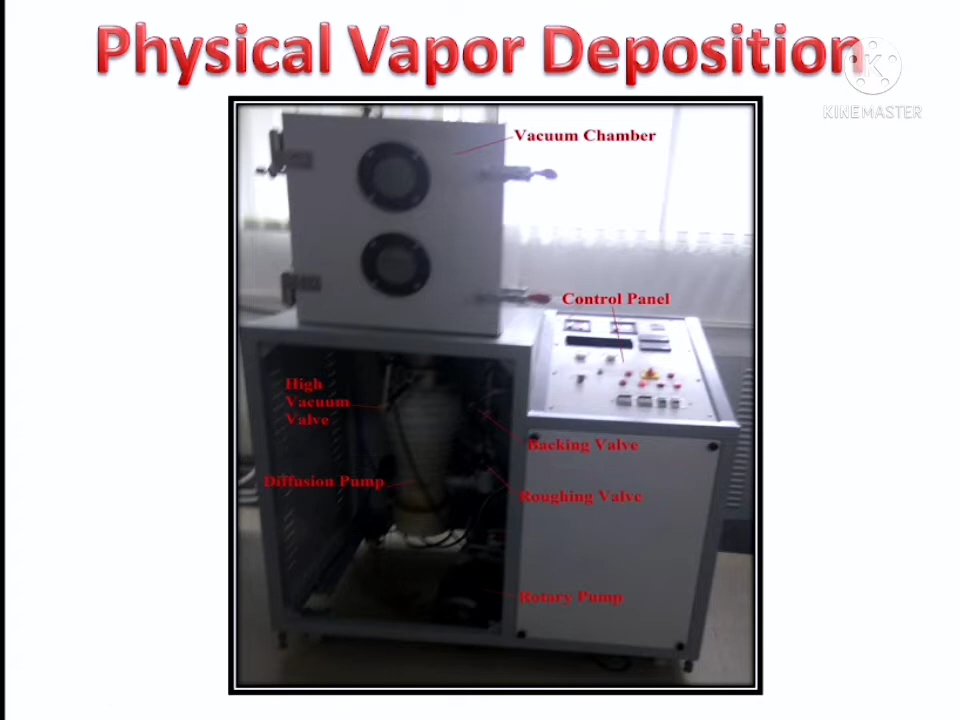 Physical Vapor Deposition
KINEMASTER
Vacuum Chamber
Control Panel
High
Vacuum
Valve
Backing Valve
Diffusion Pump
Roughing Valve
Rotary Pump